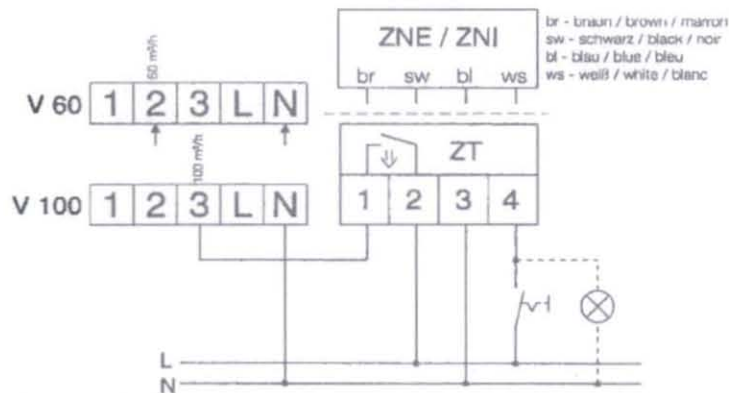 ZNE / ZNI
br sw bl ws
br - braun / brown / marron
sw - schwarz / black / noir
bl - blau / blue / bleu
ws - weiß / white / blanc
60 m³/h
V 60 1 2 3 L N
100 m³/h
V 100 1 2 3 L N
ZT
1 2 3 4
L
N